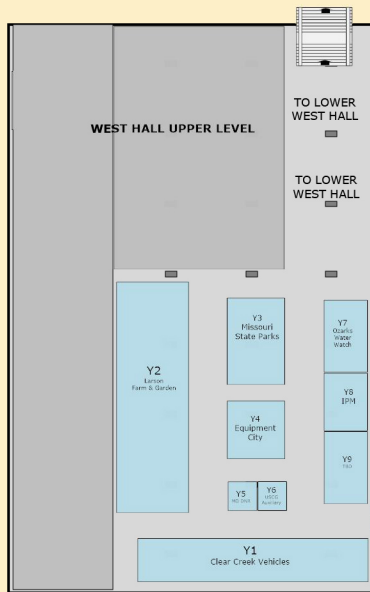 TO LOWER
WEST HALL
WEST HALL UPPER LEVEL
TO LOWER
WEST HALL
Y2
Larson
Farm & Garden
Y3
Missouri
State Parks
Y7
Ozarks
Water
Watch
Y4
Equipment
City
Y8
IPM
Y9
Y5
Y6
USCG
Auxiliary
Y1
Clear Creek Vehicles